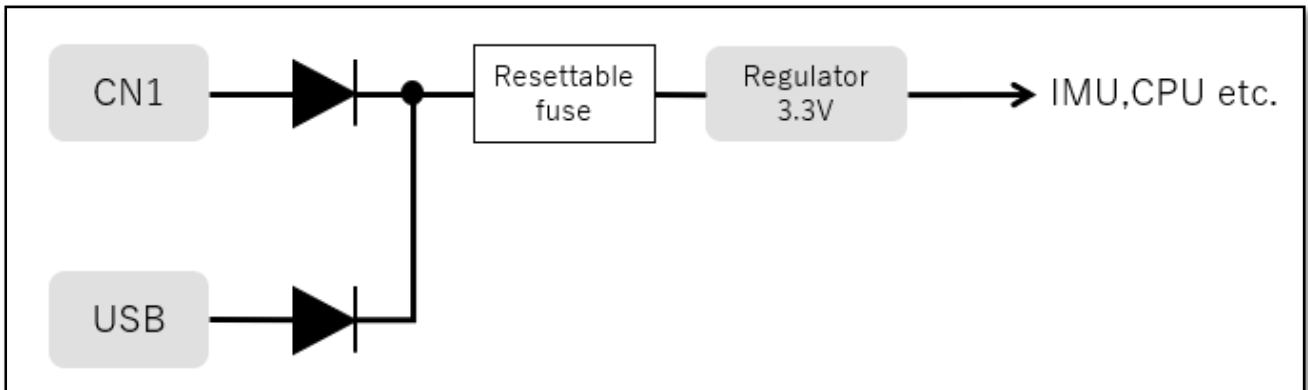 CN1
Resettable
fuse
Regulator
3.3V
IMU,CPU etc.
USB